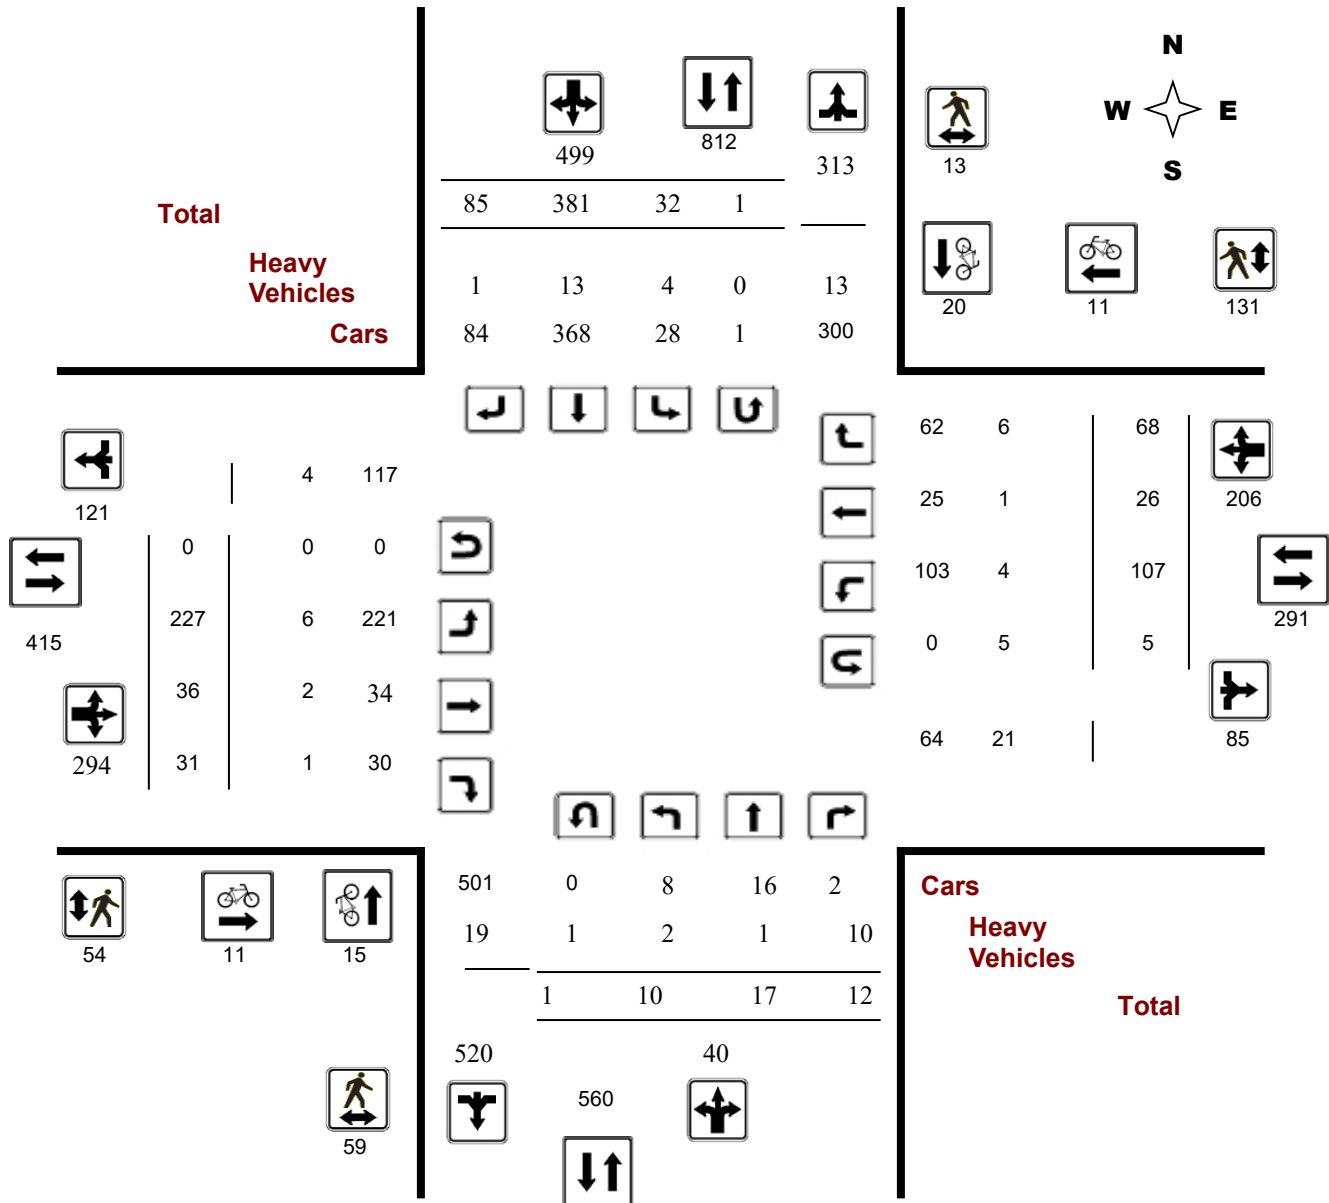 N
W E
S
499
812
313
13
85 381 32 1
Total
Heavy
Vehicles
1 13 4 0 13
Cars
84 368 28 1 300
20
11
131
121
4 117
0 0 0
227 6 221
415
36 2 34
294
31 1 30
62 6 68
206
25 1 26
103 4 107
291
0 5 5
64 21
85
501 0 8 16 2
19 1 2 1 10
1 10 17 12
Cars
Heavy
Vehicles
Total
54
11
15
520
560
40
59